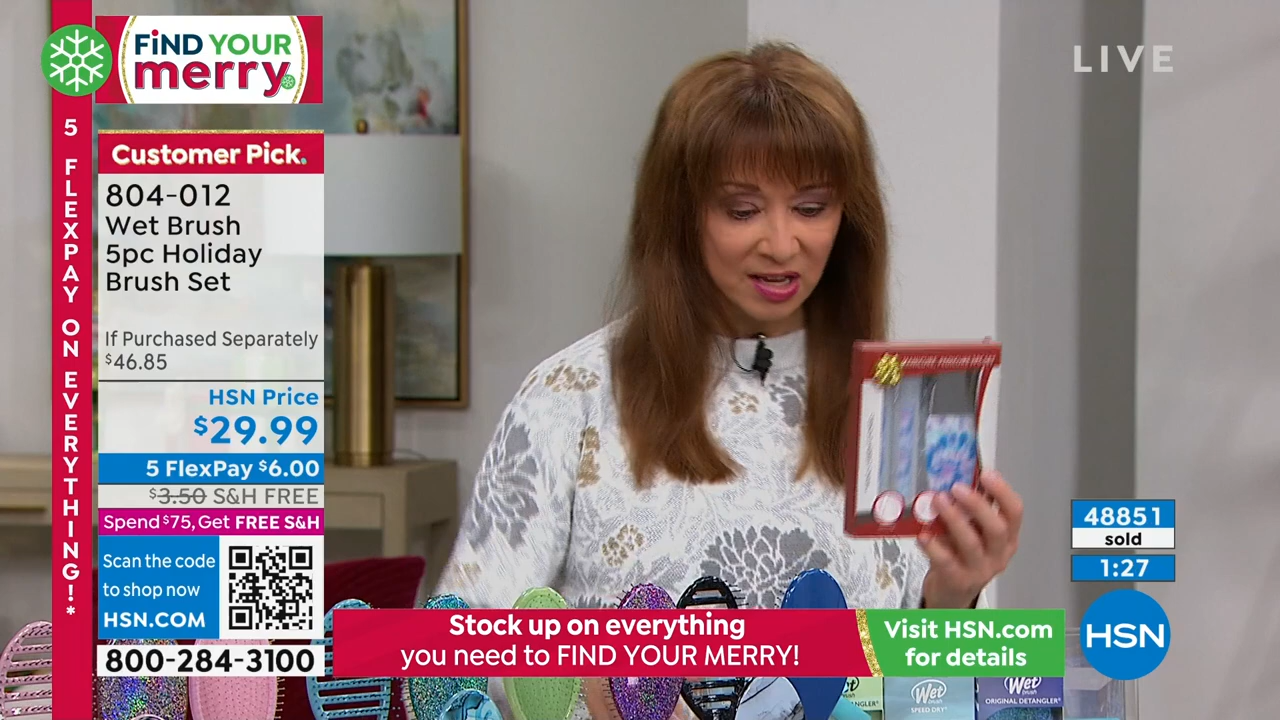 FiND YOUR
merry.
LIVE
5 FLEXPAY ON EVERYTHING!*
Customer Pick.
804-012
Wet Brush
5pc Holiday
Brush Set
If Purchased Separately
$46.85
HSN Price
$29.99
5 FlexPay $6.00
$3.50 S&H FREE
Spend $75, Get FREE S&H
Scan the code
to shop now
HSN.COM
800-284-3100
Stock up on everything
you need to FIND YOUR MERRY!
Visit HSN.com
for details
48851
sold
1:27
HSN
Wet
SPEED DRY
Wet
brush
ORIGINAL DETANGLER